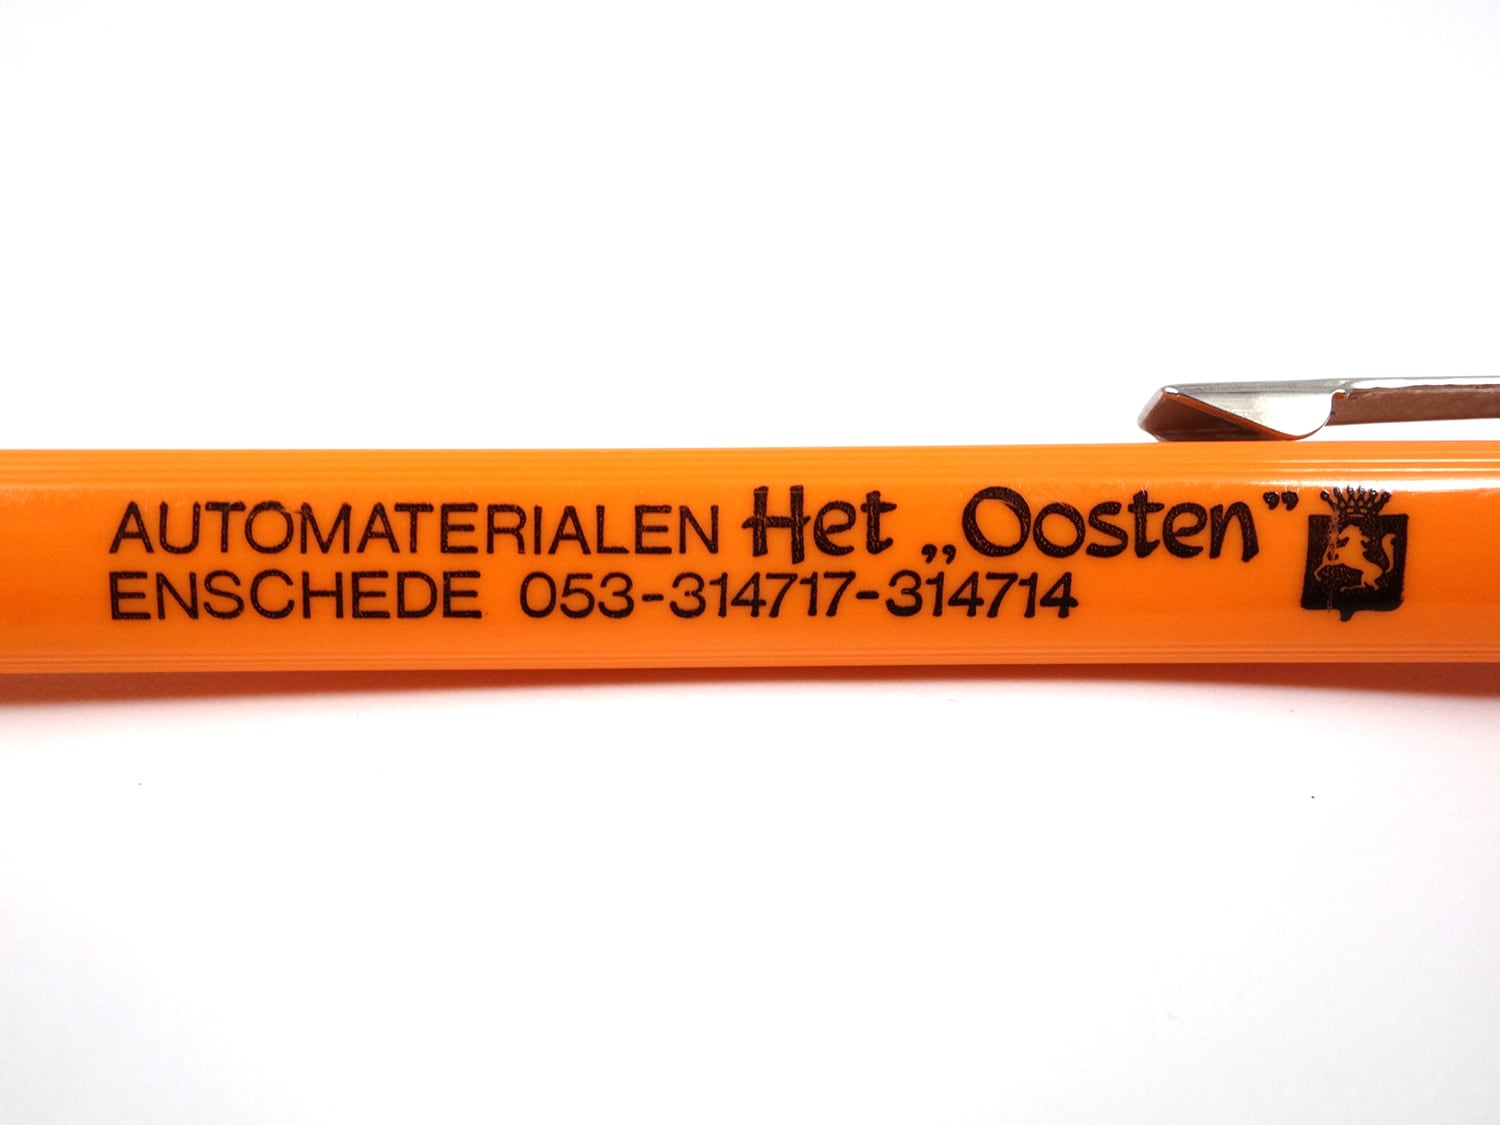 AUTOMATERIALEN Het „Oosten”
ENSCHEDE 053-314717-314714